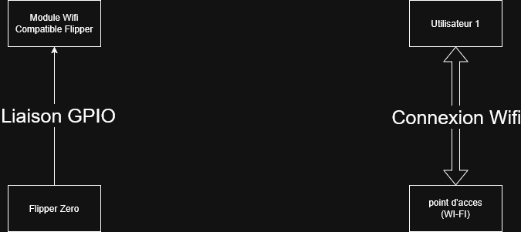 Module Wifi
Compatible Flipper
Utilisateur 1
Liaison GPIO
Connexion Wifi
Flipper Zero
point d'acces
(WI-FI)